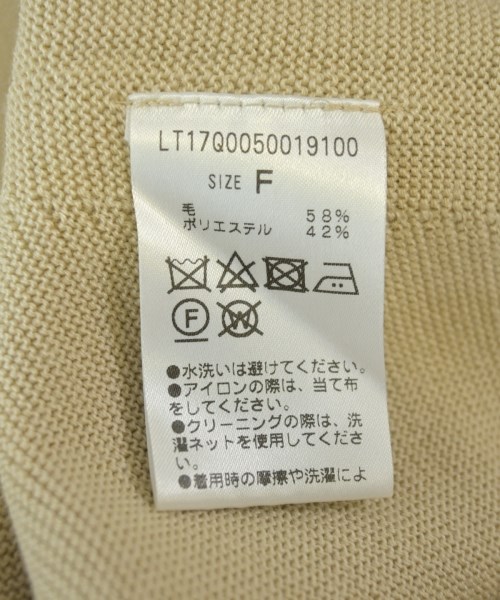 LT17Q0050019100
SIZE F
毛 58%
ポリエステル 42%
F W
●水洗いは避けてください。
●アイロンの際は、当て布
をしてください。
●クリーニングの際は、洗
濯ネットを使用してくださ
い。
●着用時の摩擦や洗濯によ